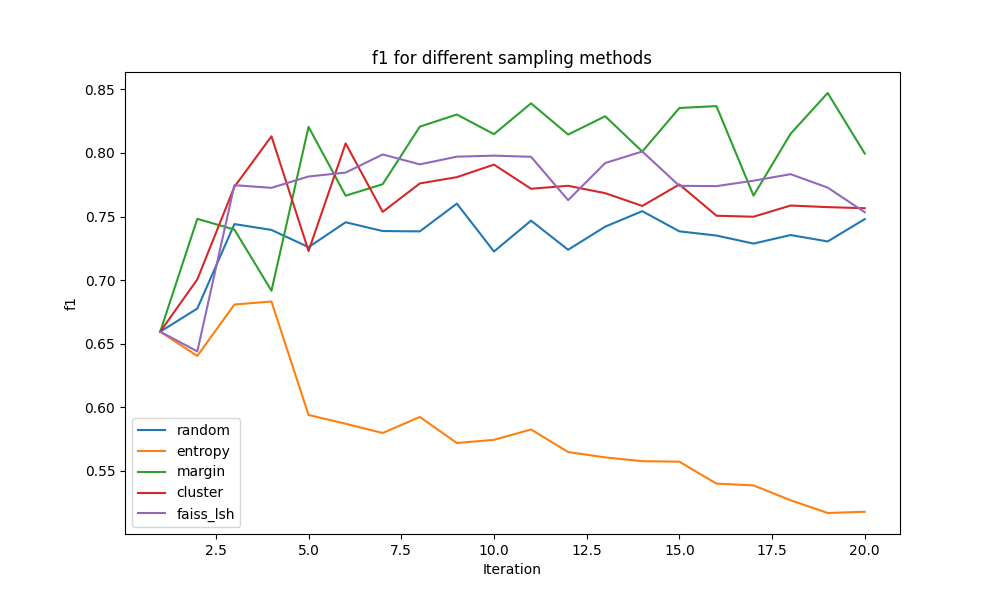 f1 for different sampling methods
f1
0.85
0.80
0.75
0.70
0.65
0.60
0.55
random
entropy
margin
cluster
faiss_lsh
2.5 5.0 7.5 10.0 12.5 15.0 17.5 20.0
Iteration